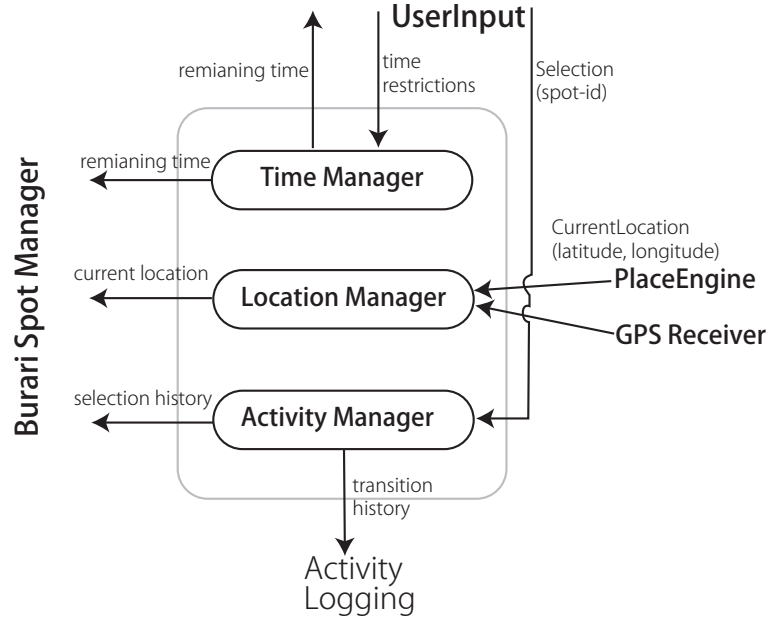 UserInput
remianing time
time
restrictions
Selection
(spot-id)
remianing time
Time Manager
Burari Spot Manager
CurrentLocation
(latitude, longitude)
current location
Location Manager
PlaceEngine
GPS Receiver
selection history
Activity Manager
transition
history
Activity
Logging